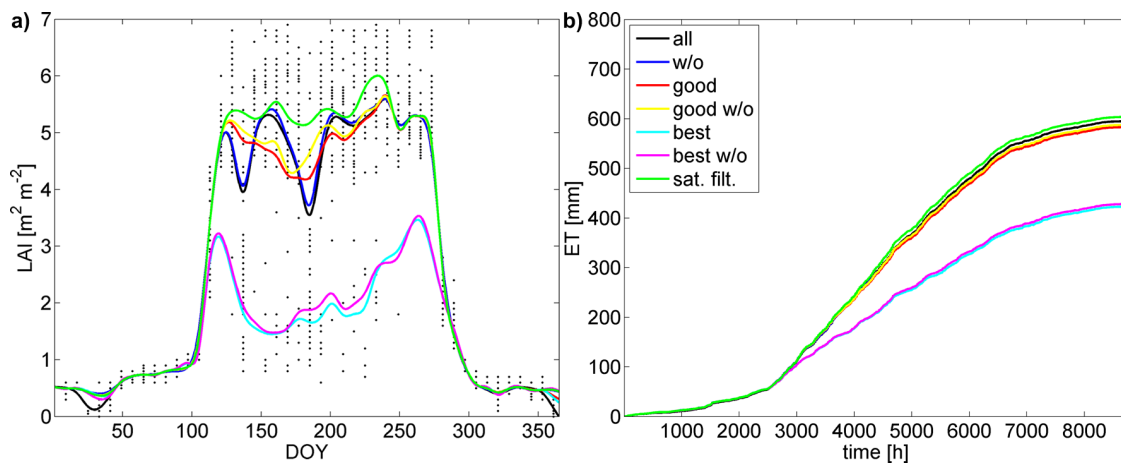 a)
LAI [m² m⁻²]
7
6
5
4
3
2
1
0
50
100
150
200
250
300
350
DOY
b)
ET [mm]
800
700
600
500
400
300
200
100
0
all
w/o
good
good w/o
best
best w/o
sat. filt.
1000
2000
3000
4000
5000
6000
7000
8000
time [h]